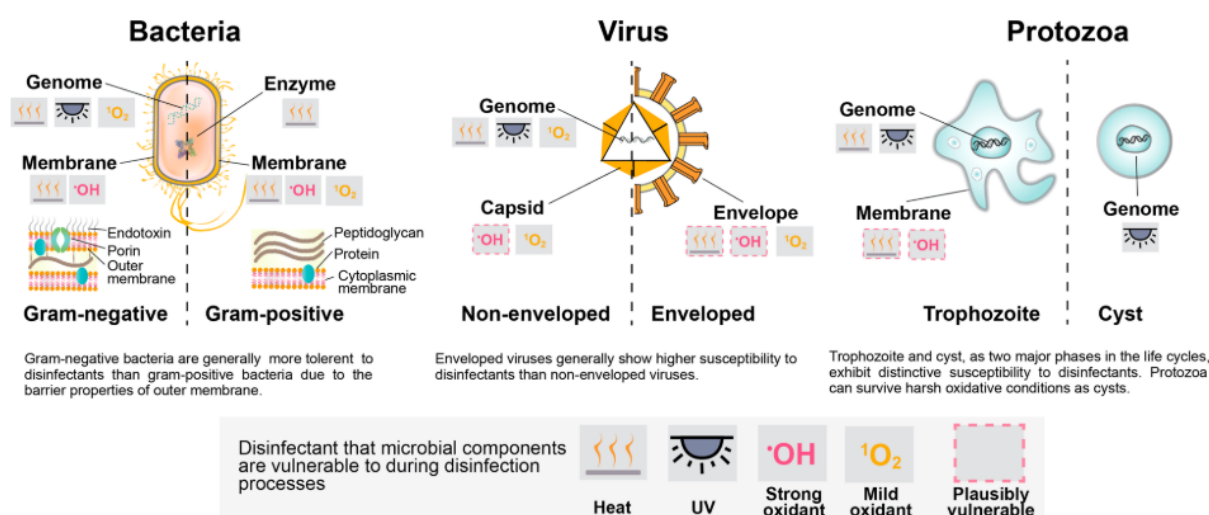 Bacteria
Genome
¹O₂
Enzyme
Membrane
•OH
Membrane
•OH
¹O₂
Endotoxin
Porin
Outer
membrane
Peptidoglycan
Protein
Cytoplasmic
membrane
Gram-negative
Gram-positive
Gram-negative bacteria are generally more tolerent to
disinfectants than gram-positive bacteria due to the
barrier properties of outer membrane.
Virus
Genome
¹O₂
Capsid
•OH
¹O₂
Envelope
•OH
¹O₂
Non-enveloped
Enveloped
Enveloped viruses generally show higher susceptibility to
disinfectants than non-enveloped viruses.
Protozoa
Genome
Membrane
•OH
Genome
Trophozoite
Cyst
Trophozoite and cyst, as two major phases in the life cycles,
exhibit distinctive susceptibility to disinfectants. Protozoa
can survive harsh oxidative conditions as cysts.
Disinfectant that microbial components
are vulnerable to during disinfection
processes
Heat
UV
•OH
Strong
oxidant
¹O₂
Mild
oxidant
Plausibly
vulnerable